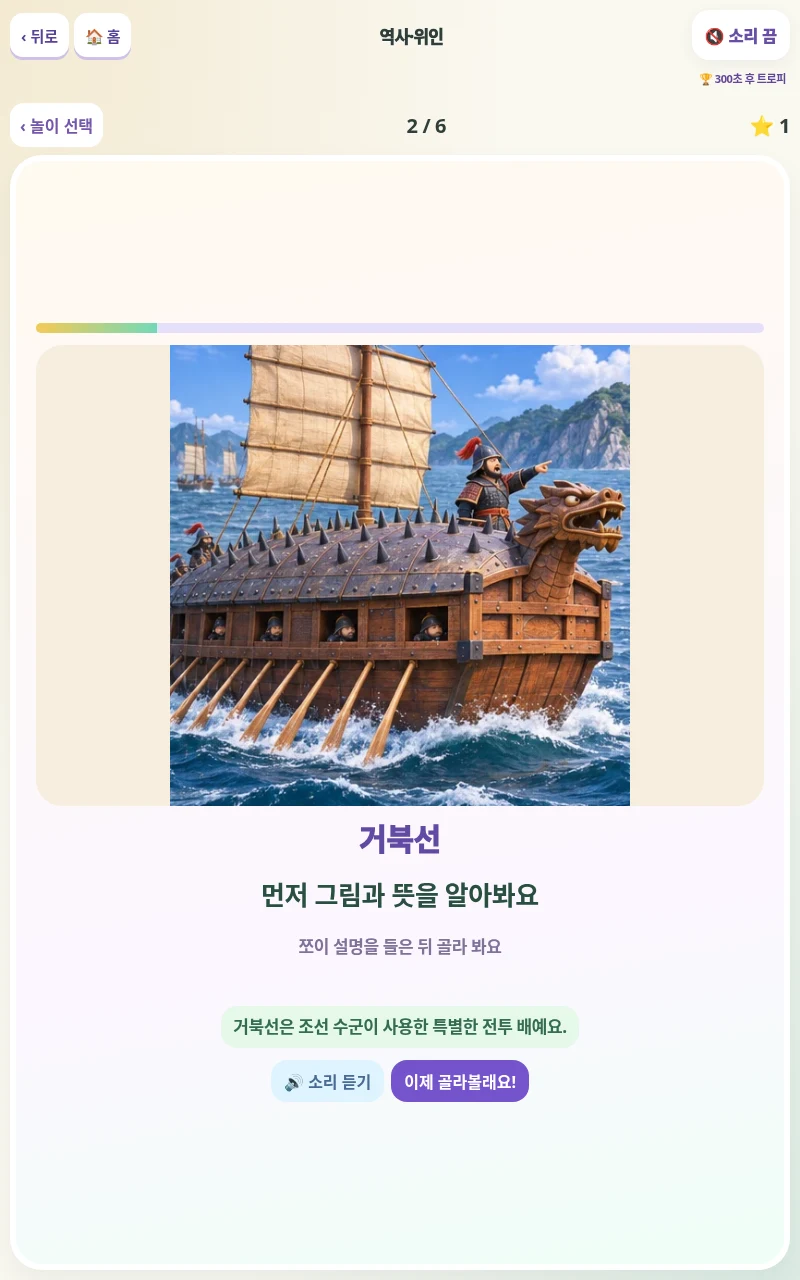 ‹ 뒤로
🏠 홈
역사·위인
🔇 소리 끔
🏆 300초 후 트로피
‹ 놀이 선택
2 / 6
⭐ 1
거북선
먼저 그림과 뜻을 알아봐요
쪼이 설명을 들은 뒤 골라 봐요
거북선은 조선 수군이 사용한 특별한 전투 배예요.
🔊 소리 듣기
이제 골라볼래요!